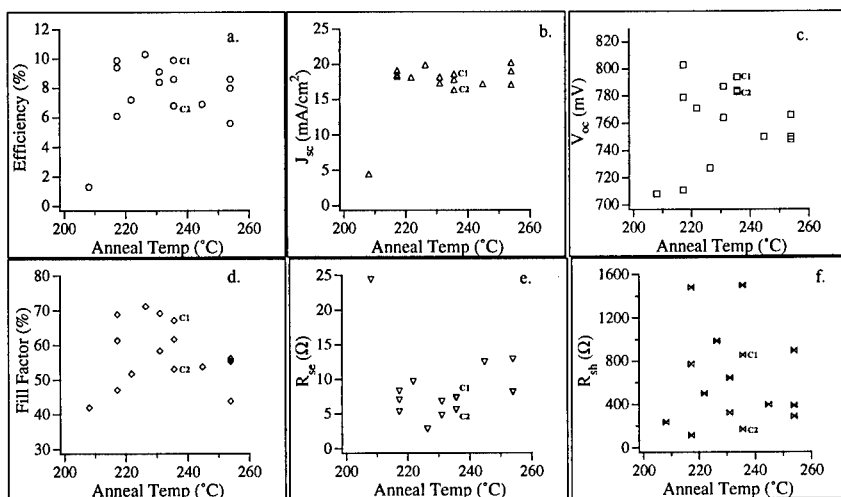 a.
Efficiency (%)
12
10
8
6
4
2
0
C1
C2
200 220 240 260
Anneal Temp (˚C)
b.
Jsc (mA/cm²)
25
20
15
10
5
0
C1
C2
200 220 240 260
Anneal Temp (˚C)
c.
Voc (mV)
820
800
780
760
740
720
700
C1
C2
200 220 240 260
Anneal Temp (˚C)
d.
Fill Factor (%)
80
70
60
50
40
30
C1
C2
200 220 240 260
Anneal Temp (˚C)
e.
Rse (Ω)
25
20
15
10
5
0
C1
C2
200 220 240 260
Anneal Temp (˚C)
f.
Rsh (Ω)
1600
1200
800
400
0
C1
C2
200 220 240 260
Anneal Temp (˚C)